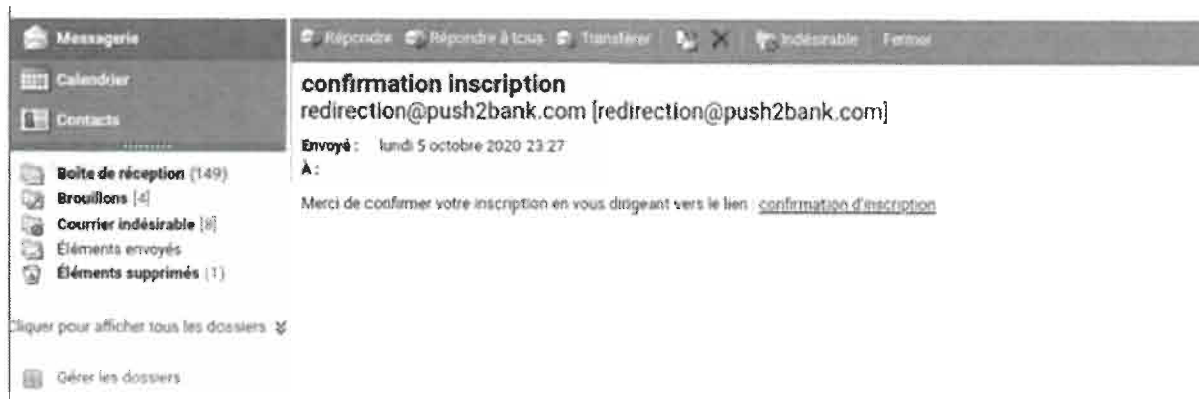 Messagerie
Calendrier
Contacts
Boîte de réception (149)
Brouillons [4]
Courrier indésirable [8]
Éléments envoyés
Éléments supprimés (1)
Cliquer pour afficher tous les dossiers
Gérer les dossiers
Répondre Répondre à tous Transférer Indésirable Fermer
confirmation inscription
redirection@push2bank.com [redirection@push2bank.com]
Envoyé : lundi 5 octobre 2020 23:27
À :
Merci de confirmer votre inscription en vous dirigeant vers le lien : confirmation d'inscription